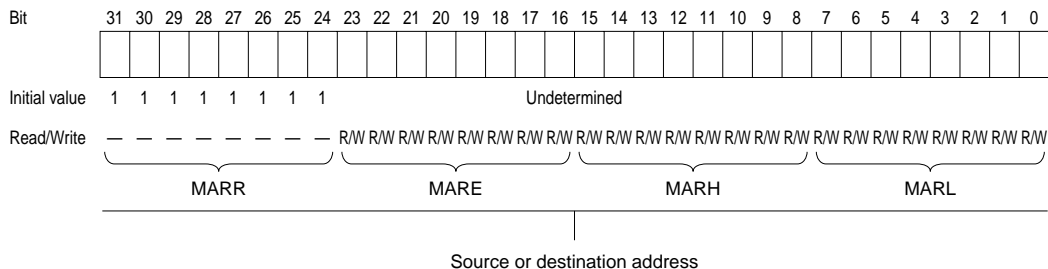 Bit 31 30 29 28 27 26 25 24 23 22 21 20 19 18 17 16 15 14 13 12 11 10 9 8 7 6 5 4 3 2 1 0
Initial value 1 1 1 1 1 1 1 1 Undetermined
Read/Write — — — — — — — — R/W R/W R/W R/W R/W R/W R/W R/W R/W R/W R/W R/W R/W R/W R/W R/W R/W R/W R/W R/W R/W R/W R/W R/W
MARR MARE MARH MARL
Source or destination address